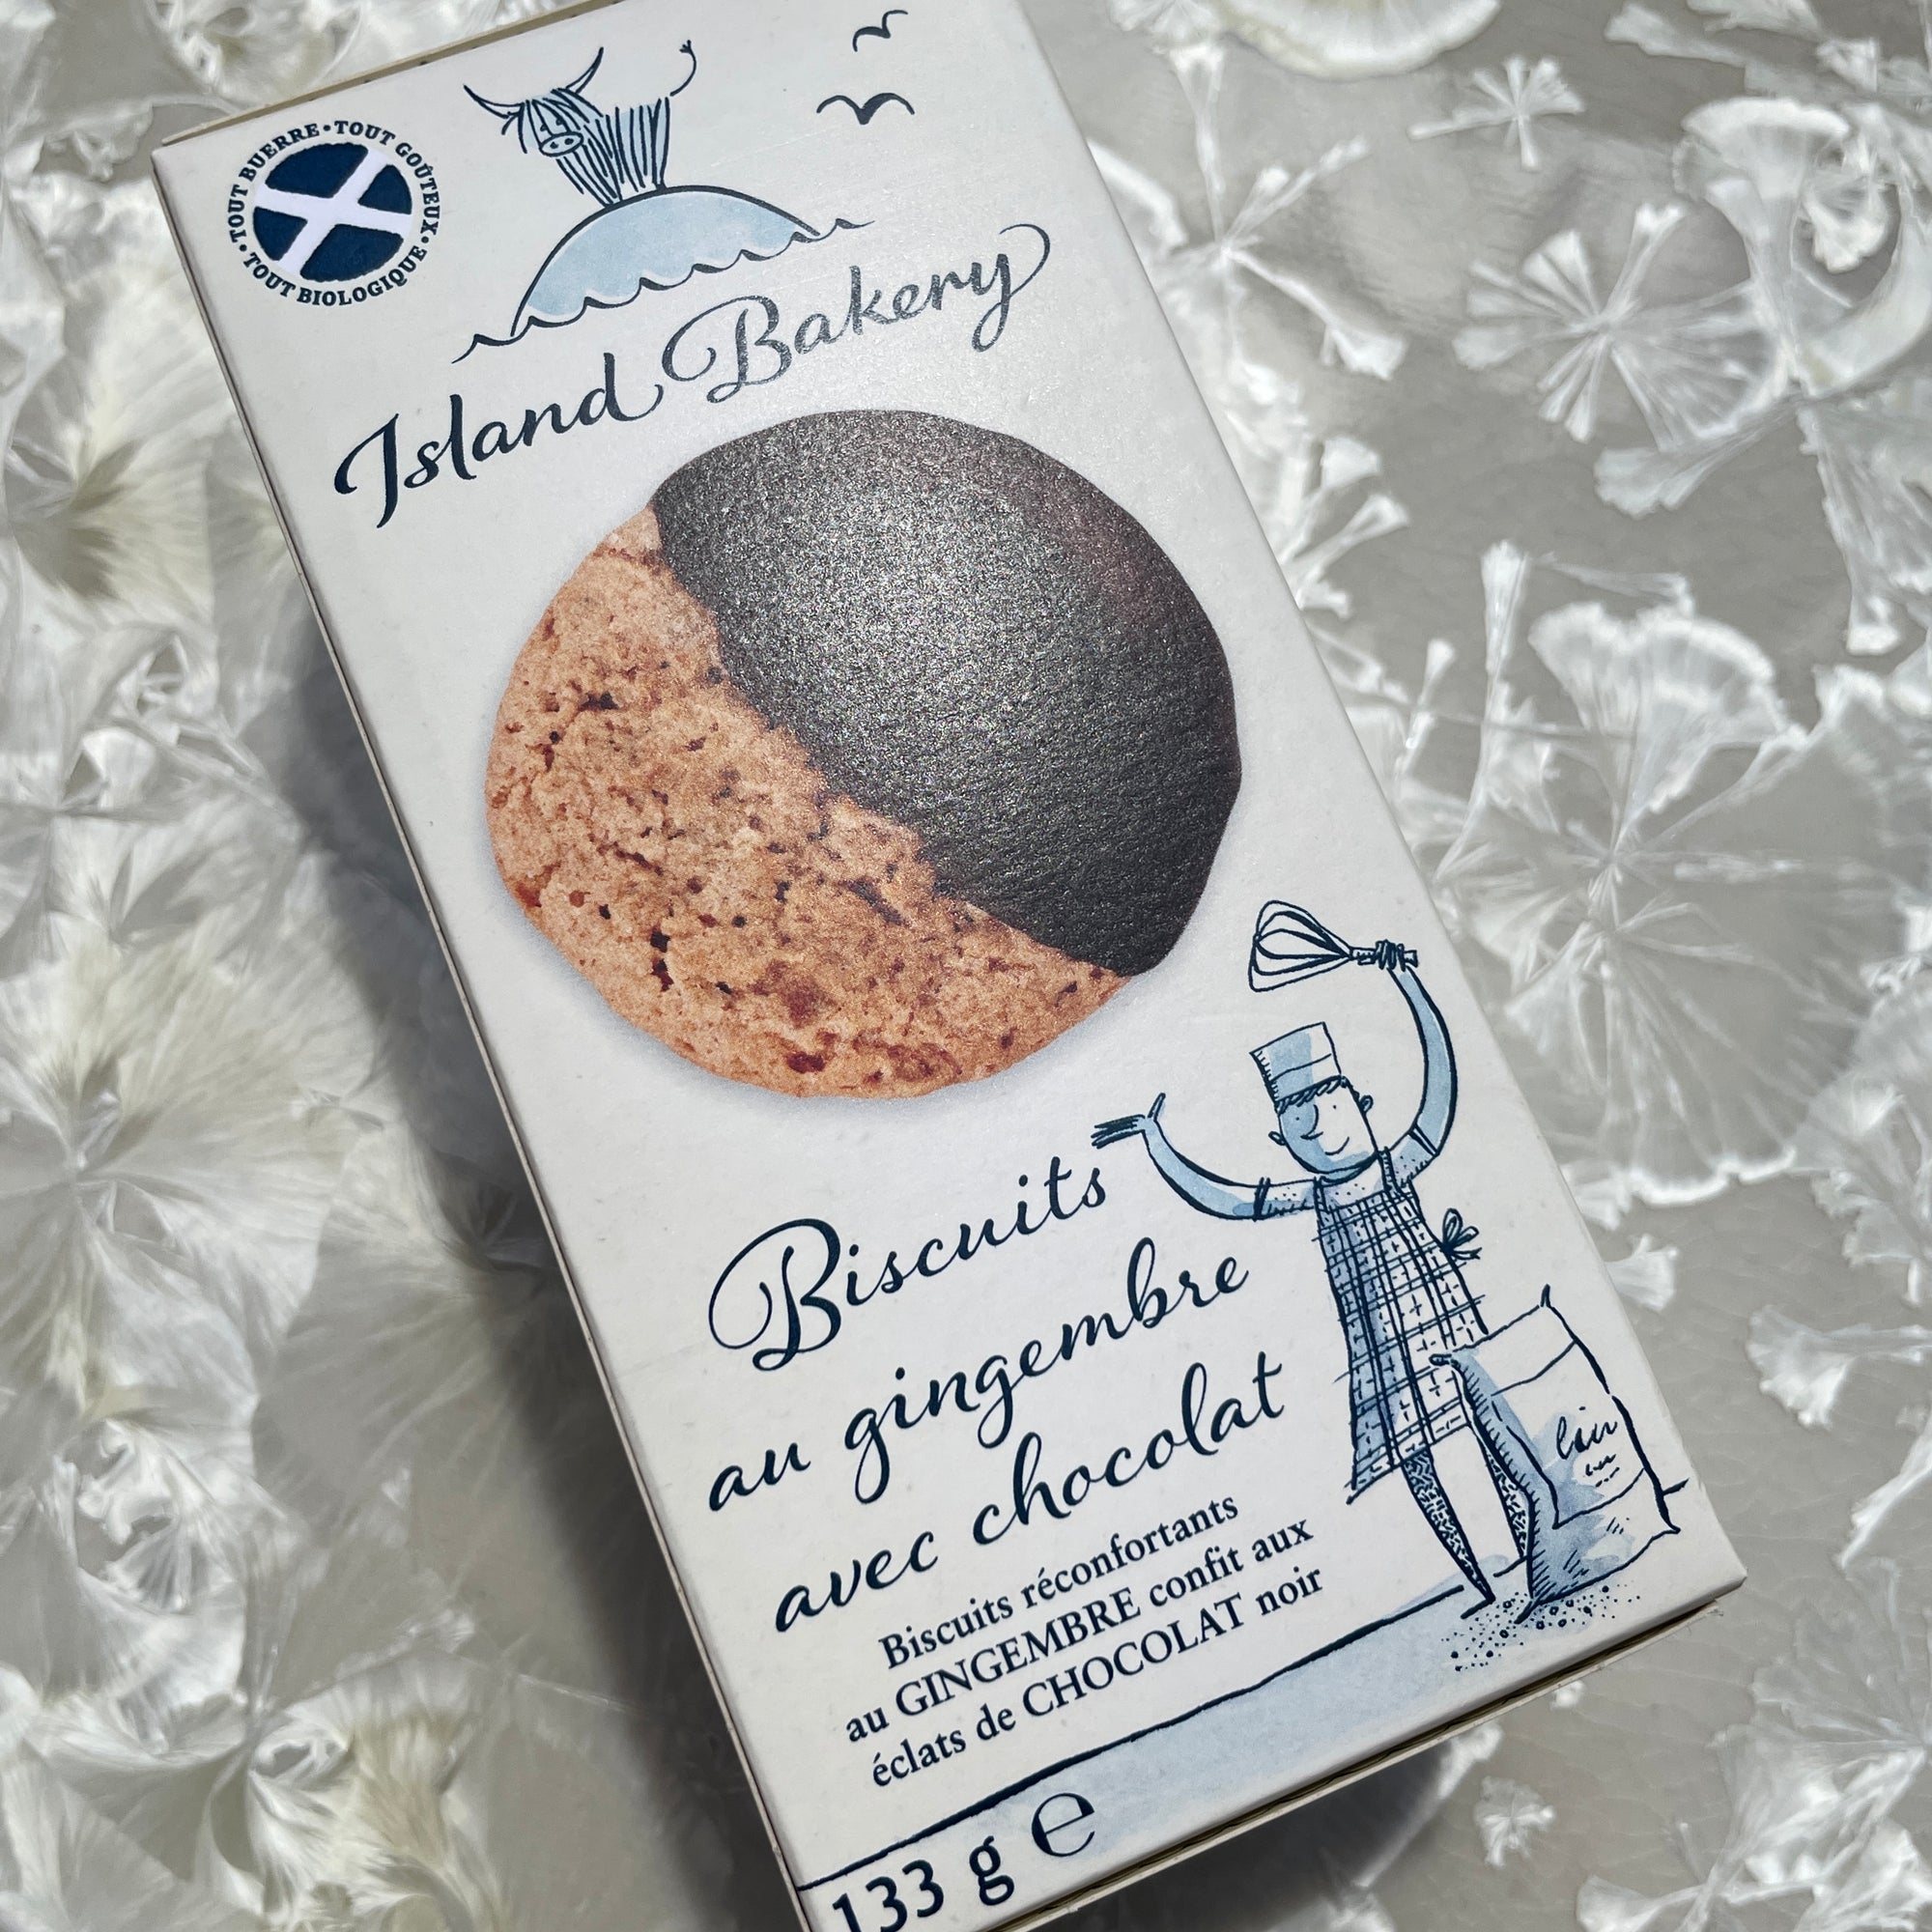 TOUT BUERRE • TOUT GOÛTEUX • TOUT BIOLOGIQUE •
Island Bakery
Biscuits
au gingembre
avec chocolat
Biscuits réconfortants
au GINGEMBRE confit aux
éclats de CHOCOLAT noir
133 g ℮